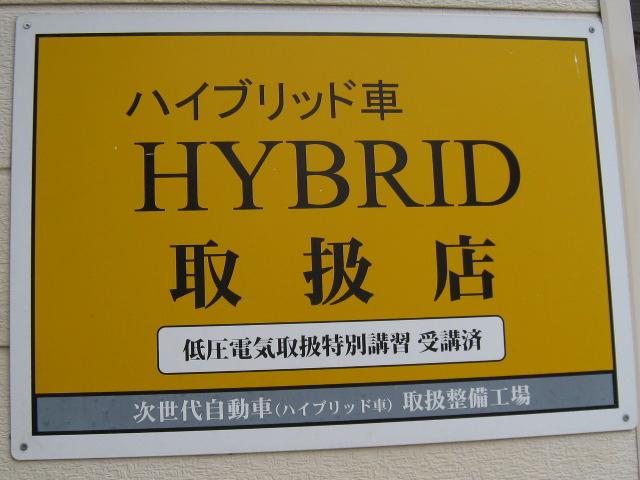 ハイブリッド車
HYBRID
取扱店
低圧電気取扱特別講習 受講済
次世代自動車(ハイブリッド車) 取扱整備工場